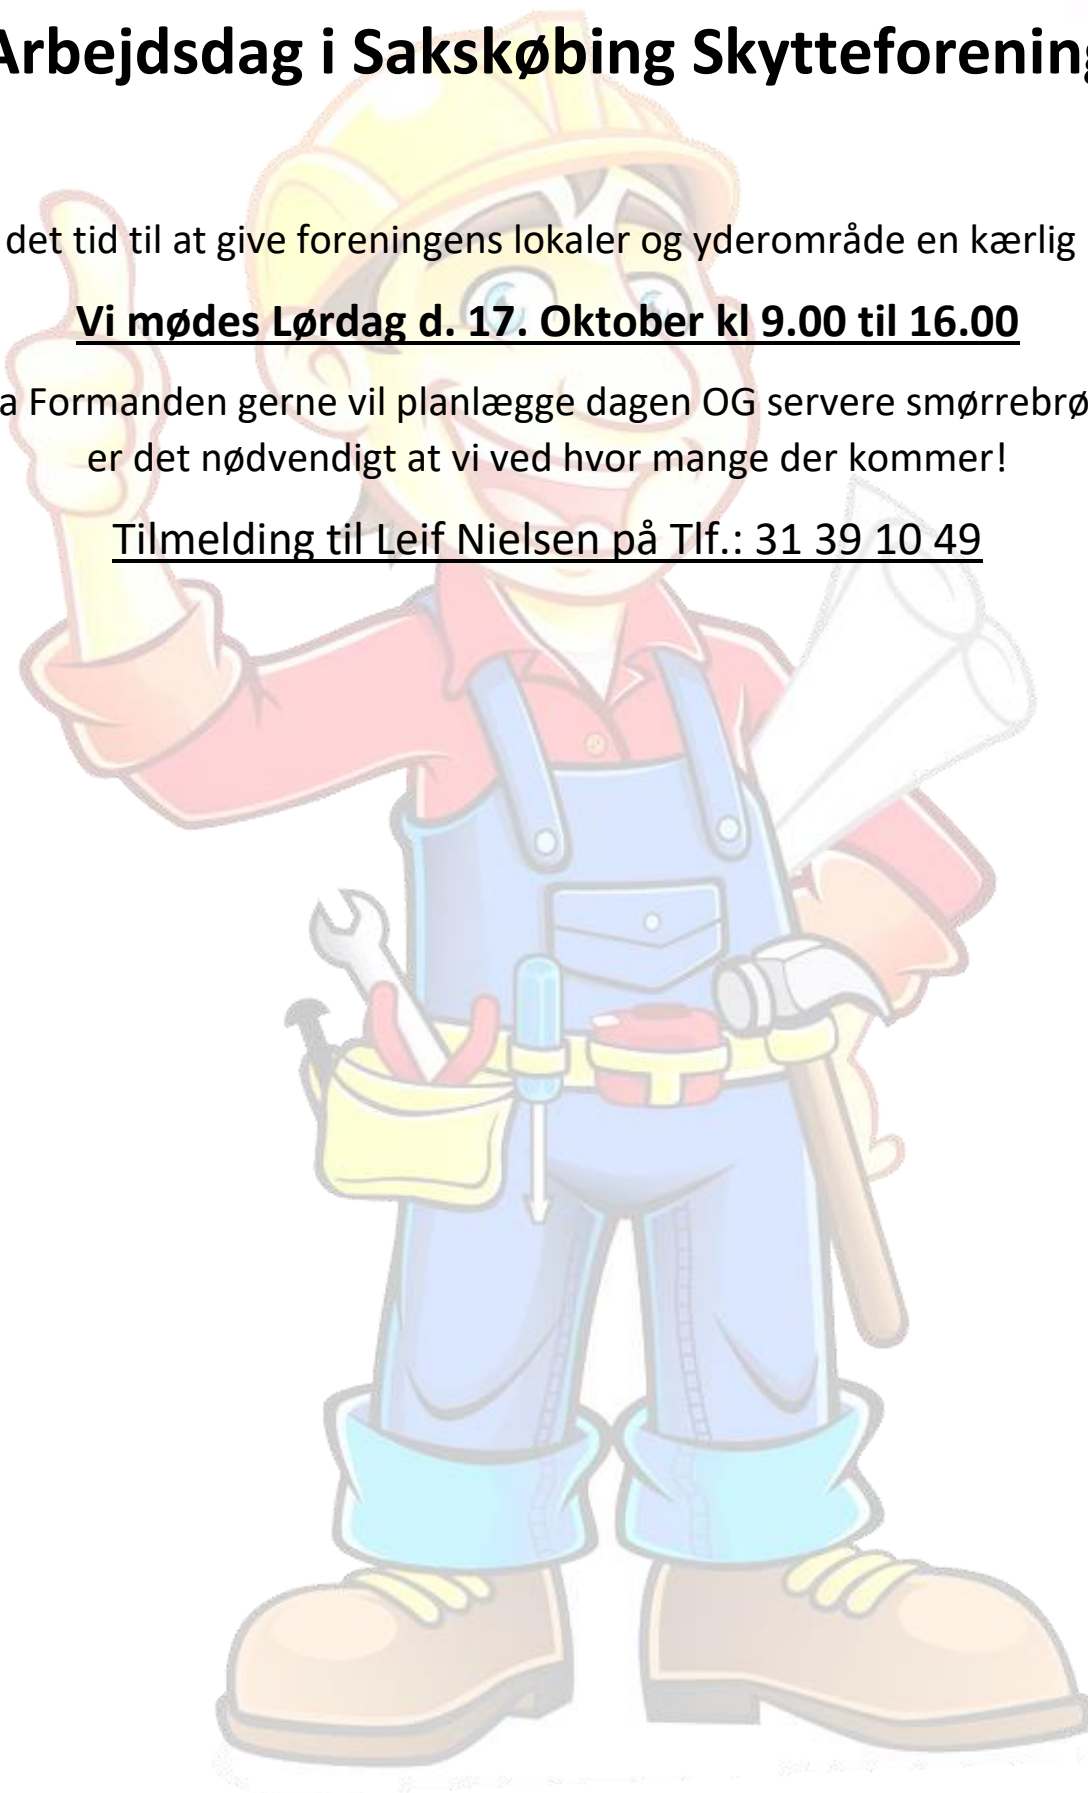 Arbejdsdag i Sakskøbing Skytteforening
det tid til at give foreningens lokaler og yderområde en kærlig
Vi mødes Lørdag d. 17. Oktober kl 9.00 til 16.00
a Formanden gerne vil planlægge dagen OG servere smørrebrø
er det nødvendigt at vi ved hvor mange der kommer!
Tilmelding til Leif Nielsen på Tlf.: 31 39 10 49